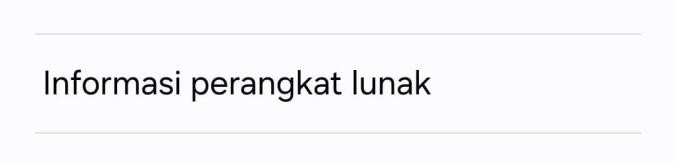 Informasi perangkat lunak